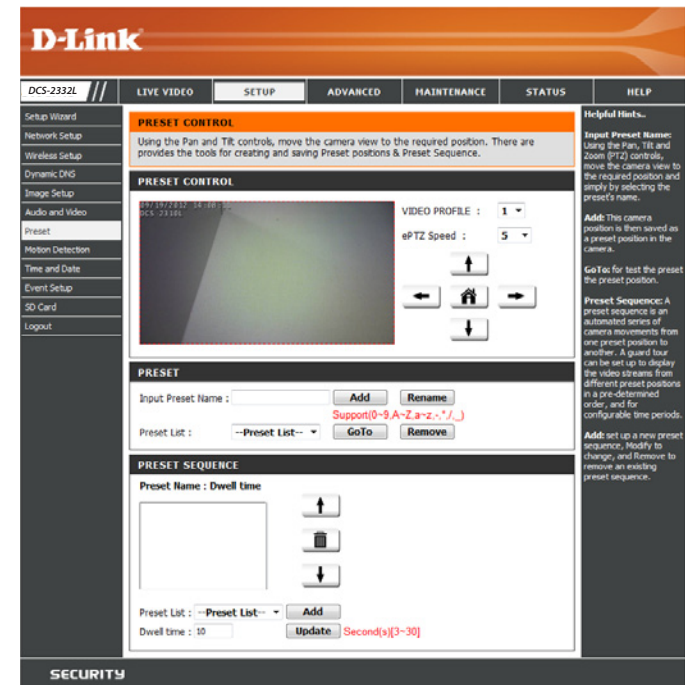 D-Link
DCS-2332L
LIVE VIDEO
SETUP
ADVANCED
MAINTENANCE
STATUS
HELP
Setup Wizard
Network Setup
Wireless Setup
Dynamic DNS
Image Setup
Audio and Video
Preset
Motion Detection
Time and Date
Event Setup
SD Card
Logout
PRESET CONTROL
Using the Pan and Tilt controls, move the camera view to the required position. There are
provides the tools for creating and saving Preset positions & Preset Sequence.
PRESET CONTROL
DCS-2310L
VIDEO PROFILE :
1
ePTZ Speed :
5
PRESET
Input Preset Name :
Add
Rename
Support(0~9,A~Z,a~z,-,*,/,_)
Preset List :
--Preset List--
GoTo
Remove
PRESET SEQUENCE
Preset Name : Dwell time
Preset List :
--Preset List--
Add
Dwell time :
10
Update
Second(s)[3~30]
Helpful Hints..
Input Preset Name:
Using the Pan, Tilt and
Zoom (PTZ) controls,
move the camera view to
the required position and
simply by selecting the
preset's name.
Add: This camera
position is then saved as
a preset position in the
camera.
GoTo: for test the preset
the preset position.
Preset Sequence: A
preset sequence is an
automated series of
camera movements from
one preset position to
another. A guard tour
can be set up to display
the video streams from
different preset positions
in a pre-determined
order, and for
configurable time periods.
Add: set up a new preset
sequence, Modify to
change, and Remove to
remove an existing
preset sequence.
SECURITY